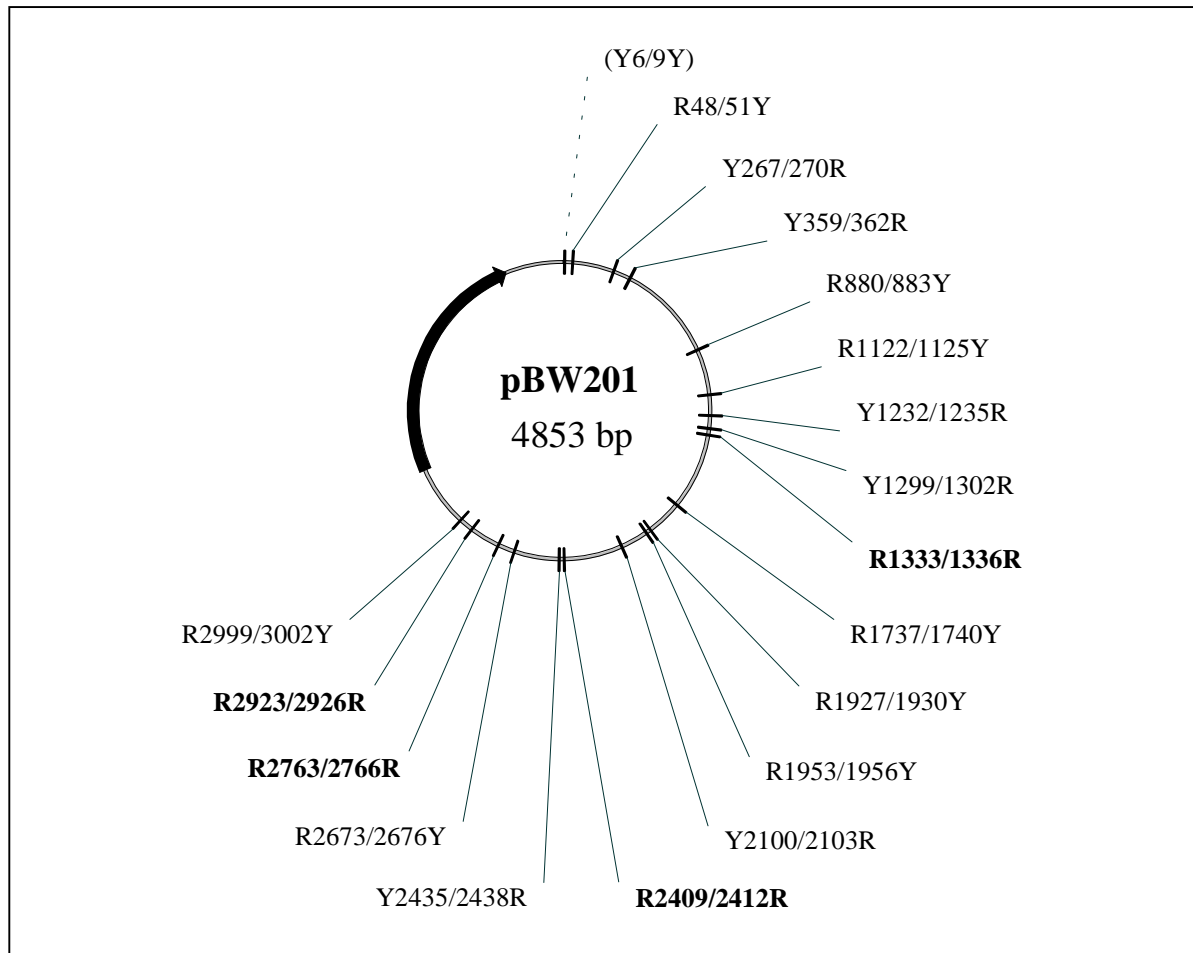 (Y6/9Y)
R48/51Y
Y267/270R
Y359/362R
R880/883Y
R1122/1125Y
pBW201
Y1232/1235R
4853 bp
Y1299/1302R
R1333/1336R
R2999/3002Y
R1737/1740Y
R2923/2926R
R1927/1930Y
R2763/2766R
R1953/1956Y
R2673/2676Y
Y2100/2103R
Y2435/2438R
R2409/2412R